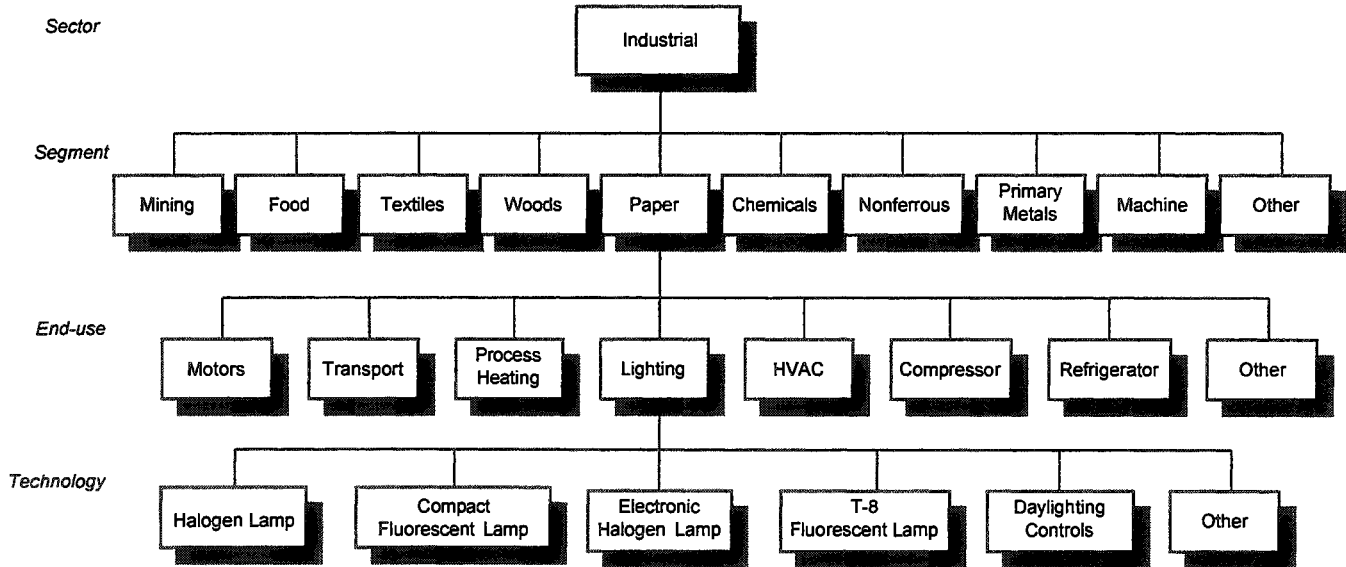 Sector
Industrial
Segment
Mining
Food
Textiles
Woods
Paper
Chemicals
Nonferrous
Primary
Metals
Machine
Other
End-use
Motors
Transport
Process
Heating
Lighting
HVAC
Compressor
Refrigerator
Other
Technology
Halogen Lamp
Compact
Fluorescent Lamp
Electronic
Halogen Lamp
T-8
Fluorescent Lamp
Daylighting
Controls
Other